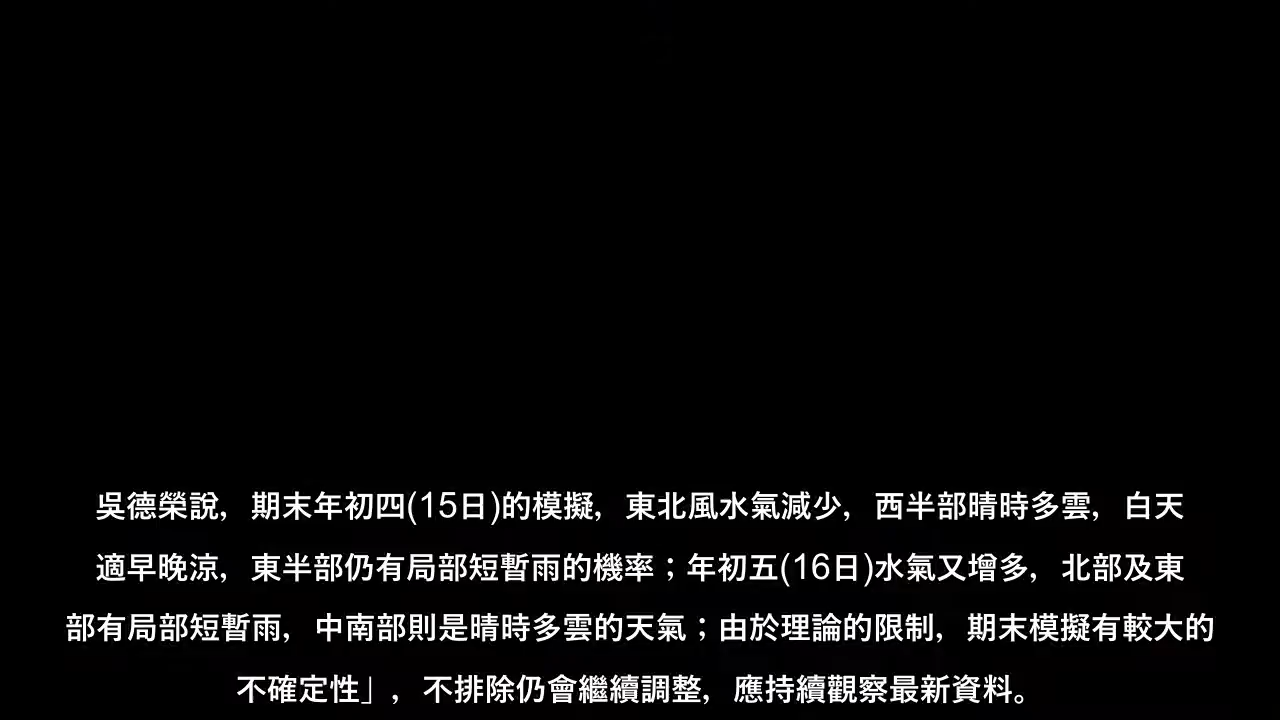 吳德榮說，期末年初四(15日)的模擬，東北風水氣減少，西半部晴時多雲，白天
適早晚涼，東半部仍有局部短暫雨的機率；年初五(16日)水氣又增多，北部及東
部有局部短暫雨，中南部則是晴時多雲的天氣；由於理論的限制，期末模擬有較大的
不確定性」，不排除仍會繼續調整，應持續觀察最新資料。